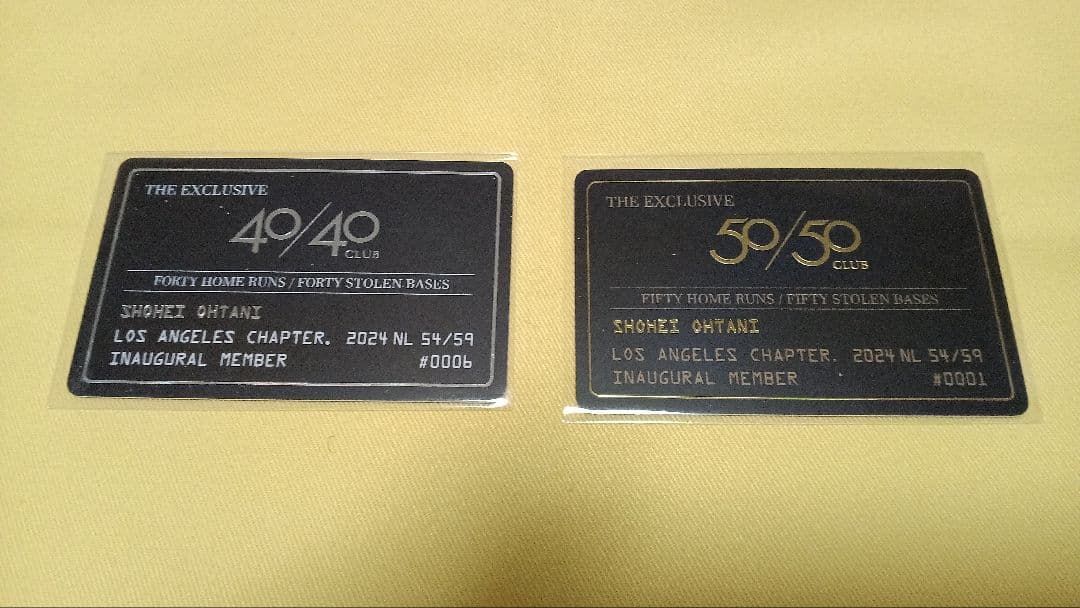 THE EXCLUSIVE
40/40
CLUB
FORTY HOME RUNS / FORTY STOLEN BASES
SHOHEI OHTANI
LOS ANGELES CHAPTER. 2024 NL 54/59
INAUGURAL MEMBER #0006
THE EXCLUSIVE
50/50
CLUB
FIFTY HOME RUNS / FIFTY STOLEN BASES
SHOHEI OHTANI
LOS ANGELES CHAPTER. 2024 NL 54/59
INAUGURAL MEMBER #0001